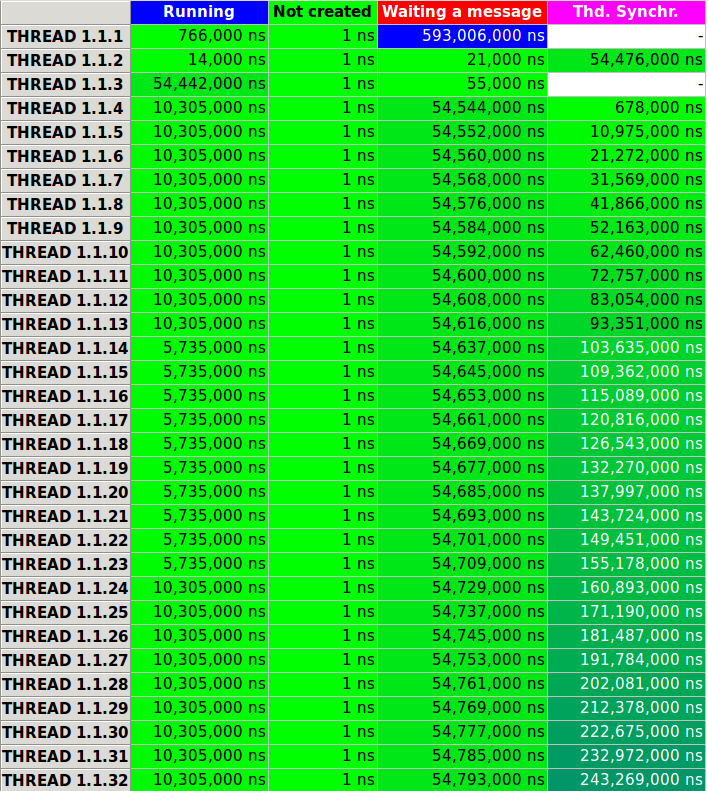 Running Not created Waiting a message Thd. Synchr.
THREAD 1.1.1 766,000 ns 1 ns 593,006,000 ns -
THREAD 1.1.2 14,000 ns 1 ns 21,000 ns 54,476,000 ns
THREAD 1.1.3 54,442,000 ns 1 ns 55,000 ns -
THREAD 1.1.4 10,305,000 ns 1 ns 54,544,000 ns 678,000 ns
THREAD 1.1.5 10,305,000 ns 1 ns 54,552,000 ns 10,975,000 ns
THREAD 1.1.6 10,305,000 ns 1 ns 54,560,000 ns 21,272,000 ns
THREAD 1.1.7 10,305,000 ns 1 ns 54,568,000 ns 31,569,000 ns
THREAD 1.1.8 10,305,000 ns 1 ns 54,576,000 ns 41,866,000 ns
THREAD 1.1.9 10,305,000 ns 1 ns 54,584,000 ns 52,163,000 ns
THREAD 1.1.10 10,305,000 ns 1 ns 54,592,000 ns 62,460,000 ns
THREAD 1.1.11 10,305,000 ns 1 ns 54,600,000 ns 72,757,000 ns
THREAD 1.1.12 10,305,000 ns 1 ns 54,608,000 ns 83,054,000 ns
THREAD 1.1.13 10,305,000 ns 1 ns 54,616,000 ns 93,351,000 ns
THREAD 1.1.14 5,735,000 ns 1 ns 54,637,000 ns 103,635,000 ns
THREAD 1.1.15 5,735,000 ns 1 ns 54,645,000 ns 109,362,000 ns
THREAD 1.1.16 5,735,000 ns 1 ns 54,653,000 ns 115,089,000 ns
THREAD 1.1.17 5,735,000 ns 1 ns 54,661,000 ns 120,816,000 ns
THREAD 1.1.18 5,735,000 ns 1 ns 54,669,000 ns 126,543,000 ns
THREAD 1.1.19 5,735,000 ns 1 ns 54,677,000 ns 132,270,000 ns
THREAD 1.1.20 5,735,000 ns 1 ns 54,685,000 ns 137,997,000 ns
THREAD 1.1.21 5,735,000 ns 1 ns 54,693,000 ns 143,724,000 ns
THREAD 1.1.22 5,735,000 ns 1 ns 54,701,000 ns 149,451,000 ns
THREAD 1.1.23 5,735,000 ns 1 ns 54,709,000 ns 155,178,000 ns
THREAD 1.1.24 10,305,000 ns 1 ns 54,729,000 ns 160,893,000 ns
THREAD 1.1.25 10,305,000 ns 1 ns 54,737,000 ns 171,190,000 ns
THREAD 1.1.26 10,305,000 ns 1 ns 54,745,000 ns 181,487,000 ns
THREAD 1.1.27 10,305,000 ns 1 ns 54,753,000 ns 191,784,000 ns
THREAD 1.1.28 10,305,000 ns 1 ns 54,761,000 ns 202,081,000 ns
THREAD 1.1.29 10,305,000 ns 1 ns 54,769,000 ns 212,378,000 ns
THREAD 1.1.30 10,305,000 ns 1 ns 54,777,000 ns 222,675,000 ns
THREAD 1.1.31 10,305,000 ns 1 ns 54,785,000 ns 232,972,000 ns
THREAD 1.1.32 10,305,000 ns 1 ns 54,793,000 ns 243,269,000 ns